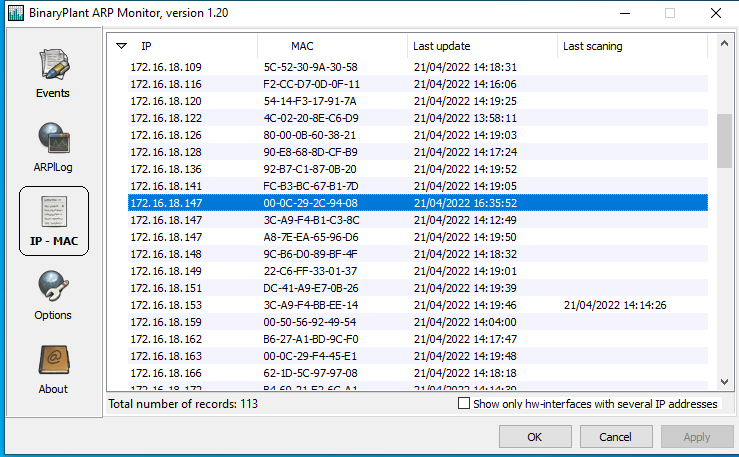 BinaryPlant ARP Monitor, version 1.20
Events
ARP\Log
IP - MAC
Options
About
IP MAC Last update Last scaning
172.16.18.109 5C-52-30-9A-30-58 21/04/2022 14:18:31
172.16.18.116 F2-CC-D7-0D-0F-11 21/04/2022 14:16:06
172.16.18.120 54-14-F3-17-91-7A 21/04/2022 14:19:25
172.16.18.122 4C-02-20-8E-C6-D9 21/04/2022 13:58:11
172.16.18.126 80-00-0B-60-38-21 21/04/2022 14:19:03
172.16.18.128 90-E8-68-8D-CF-B9 21/04/2022 14:17:24
172.16.18.136 92-B7-C1-87-0B-20 21/04/2022 14:19:52
172.16.18.141 FC-B3-BC-67-B1-7D 21/04/2022 14:19:05
172.16.18.147 00-0C-29-2C-94-08 21/04/2022 16:35:52
172.16.18.147 3C-A9-F4-B1-C3-8C 21/04/2022 14:12:49
172.16.18.147 A8-7E-EA-65-96-D6 21/04/2022 14:19:50
172.16.18.148 9C-B6-D0-89-BF-4F 21/04/2022 14:18:32
172.16.18.149 22-C6-FF-33-01-37 21/04/2022 14:19:01
172.16.18.151 DC-41-A9-E7-0B-26 21/04/2022 14:19:39
172.16.18.153 3C-A9-F4-BB-EE-14 21/04/2022 14:19:46 21/04/2022 14:14:26
172.16.18.159 00-50-56-92-49-54 21/04/2022 14:04:00
172.16.18.162 B6-27-A1-BD-9C-F0 21/04/2022 14:17:47
172.16.18.163 00-0C-29-F4-45-E1 21/04/2022 14:19:48
172.16.18.166 62-1D-5C-97-97-08 21/04/2022 14:18:18
Total number of records: 113
Show only hw-interfaces with several IP addresses
OK Cancel Apply